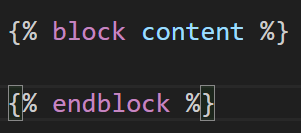 {% block content %}
{% endblock %}